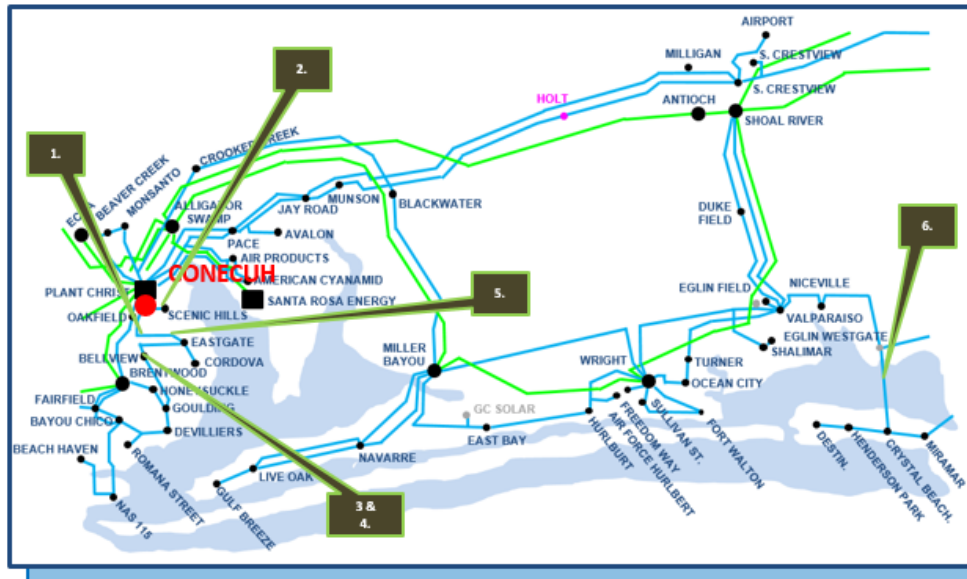 AIRPORT
MILLIGAN
S. CRESTVIEW
S. CRESTVIEW
2.
HOLT
ANTIOCH
SHOAL RIVER
1.
CROOKED CREEK
BEAVER CREEK
MONSANTO
MUNSON
BLACKWATER
ALLIGATOR
SWAMP
JAY ROAD
DUKE
FIELD
6.
PACE
AVALON
AIR PRODUCTS
CONECUH
AMERICAN CYANAMID
PLANT CHRIST
SANTA ROSA ENERGY
5.
EGLIN FIELD
NICEVILLE
OAKFIELD
SCENIC HILLS
VALPARAISO
EGLIN WESTGATE
SHALIMAR
EASTGATE
BELLVIEW
CORDOVA
MILLER
BAYOU
WRIGHT
TURNER
BRENTWOOD
OCEAN CITY
FAIRFIELD
HONEYSUCKLE
GOULDING
GC SOLAR
BAYOU CHICO
DEVILLIERS
EAST BAY
HURLBURT
AIR FORCE HURLBERT
FREEDOM WAY
SULLIVAN ST.
FORT WALTON
BEACH HAVEN
ROMANA STREET
NAVARRE
LIVE OAK
GULF BREEZE
DESTIN.
HENDERSON PARK
CRYSTAL BEACH.
MIRAMAR
NAS 115
3 &
4.